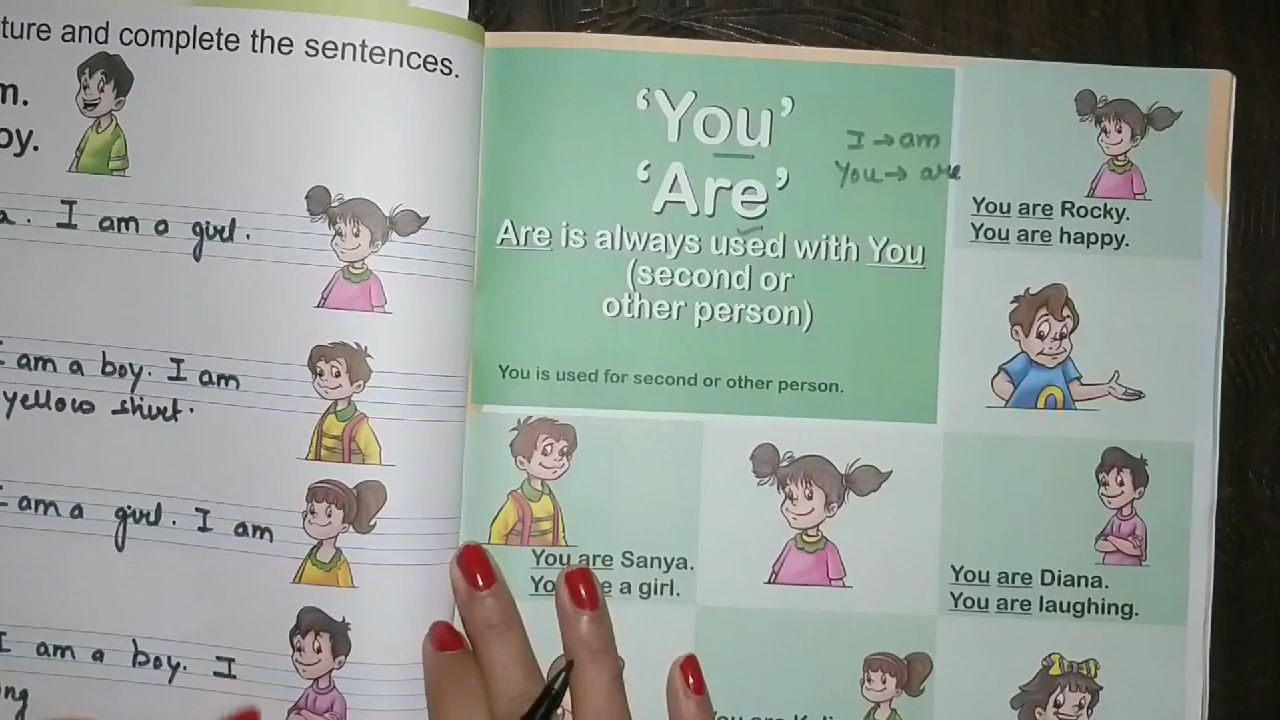 ture and complete the sentences.
m.
oy.
a. I am a girl.
I am a boy. I am
yellow shirt.
I am a girl. I am
I am a boy. I
ng
'You'
'Are'
I → am
You → are
Are is always used with You
(second or
other person)
You is used for second or other person.
You are Rocky.
You are happy.
You are Sanya.
a girl.
You are Diana.
You are laughing.